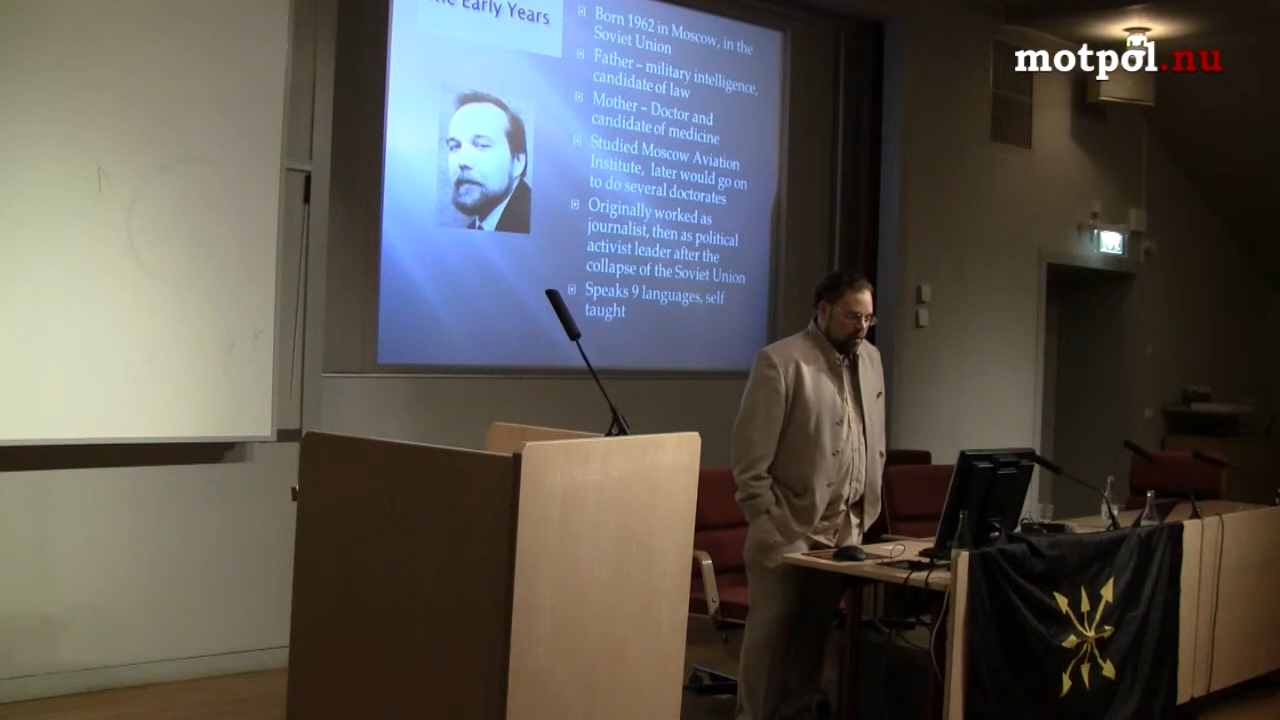 Early Years
Born 1962 in Moscow, in the
Soviet Union
Father – military intelligence,
candidate of law
Mother – Doctor and
candidate of medicine
Studied Moscow Aviation
Institute, later would go on
to do several doctorates
Originally worked as
journalist, then as political
activist leader after the
collapse of the Soviet Union
Speaks 9 languages, self
taught
motpol.nu